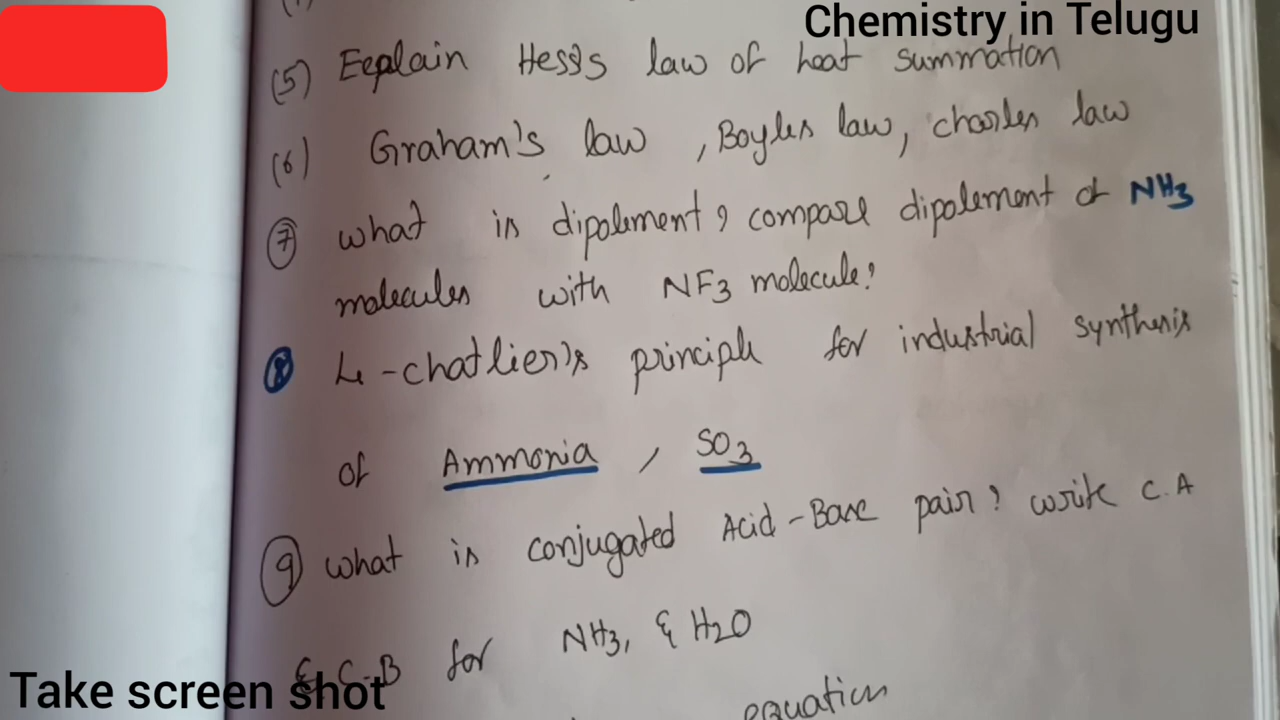 Chemistry in Telugu
(5) Explain Hess's law of heat summation
(6) Graham's law , Boyles law, charles law
7 what is dipolement? compare dipolement of NH3
molecules with NF3 molecule?
8 Le-chatlier's principle for industrial synthesis
of Ammonia , SO3
9 what is conjugated Acid-Base pair? write C.A
& C-B for NH3, & H2O
Take screen shot
equation